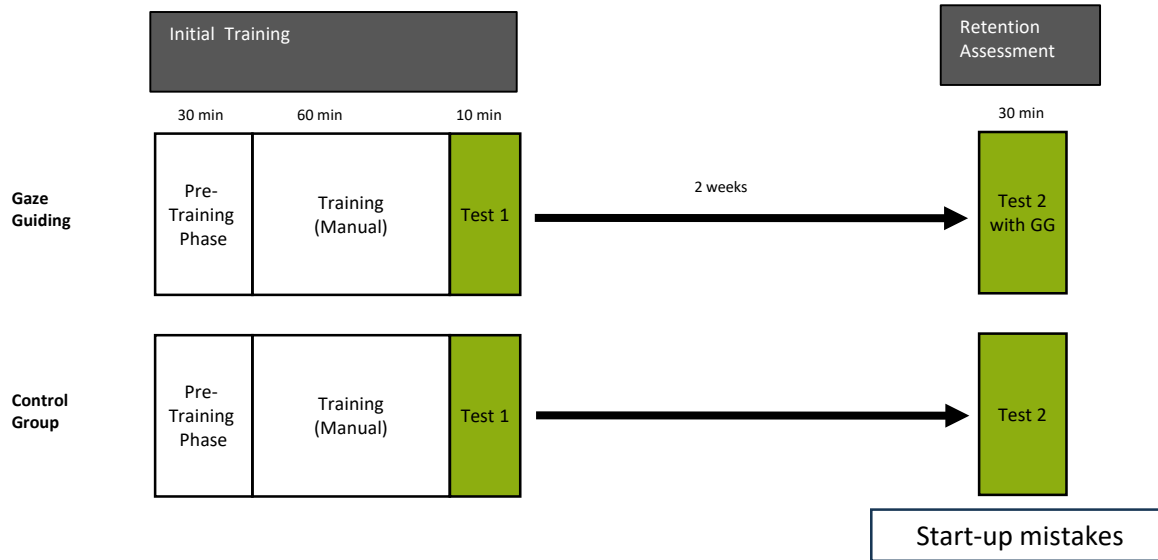 Initial Training
Retention
Assessment
30 min
60 min
10 min
30 min
Gaze
Guiding
Pre-
Training
Phase
Training
(Manual)
Test 1
2 weeks
Test 2
with GG
Control
Group
Pre-
Training
Phase
Training
(Manual)
Test 1
Test 2
Start-up mistakes